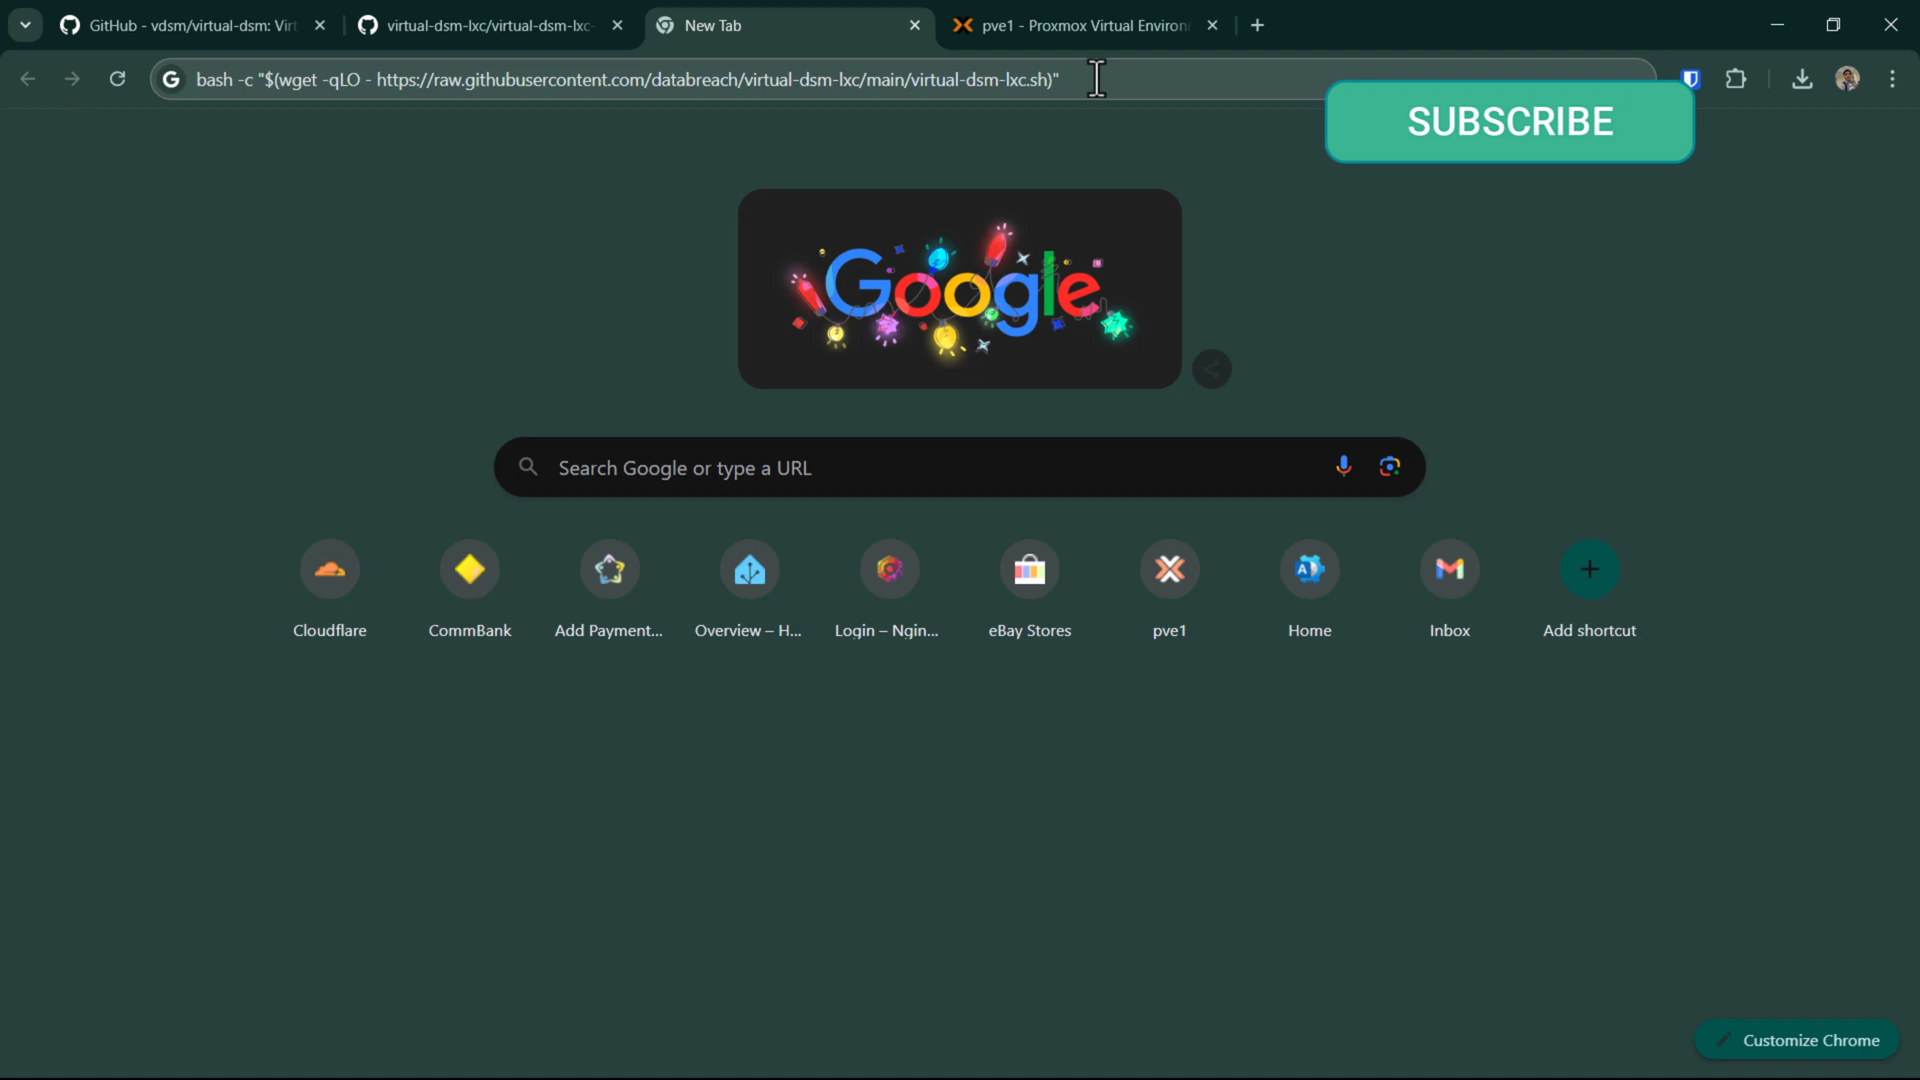 GitHub - vdsm/virtual-dsm: Virt
virtual-dsm-lxc/virtual-dsm-lxc-
New Tab
pve1 - Proxmox Virtual Environ
bash -c "$(wget -qLO - https://raw.githubusercontent.com/databreach/virtual-dsm-lxc/main/virtual-dsm-lxc.sh)"
SUBSCRIBE
Google
Search Google or type a URL
Cloudflare
CommBank
Add Payment...
Overview – H...
Login – Ngin...
eBay Stores
pve1
Home
Inbox
Add shortcut
Customize Chrome